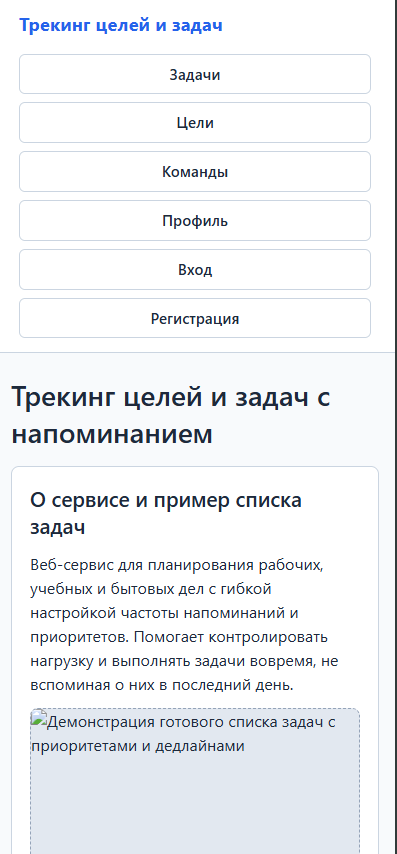 Трекинг целей и задач
Задачи
Цели
Команды
Профиль
Вход
Регистрация
Трекинг целей и задач с
напоминанием
О сервисе и пример списка
задач
Веб-сервис для планирования рабочих,
учебных и бытовых дел с гибкой
настройкой частоты напоминаний и
приоритетов. Помогает контролировать
нагрузку и выполнять задачи вовремя, не
вспоминая о них в последний день.
Демонстрация готового списка задач с
приоритетами и дедлайнами